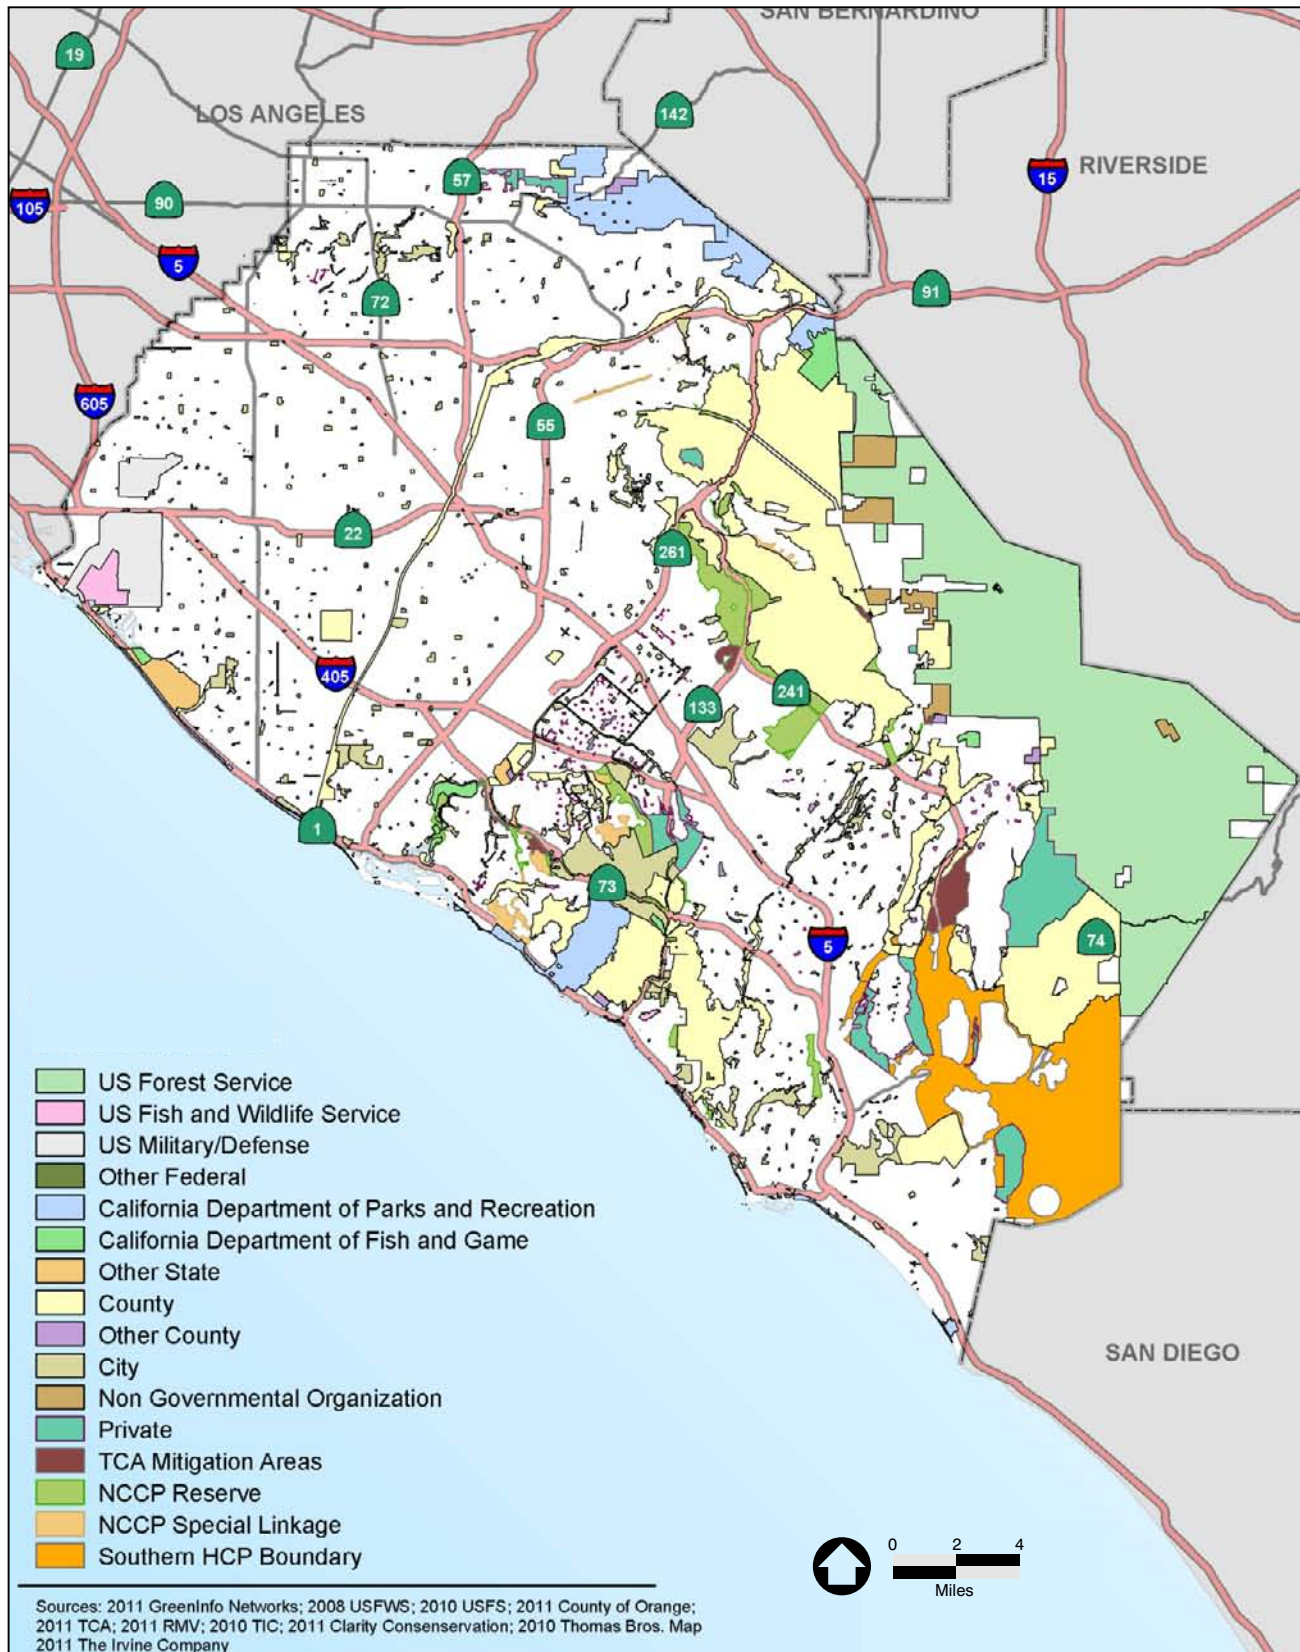 SAN BERNARDINO
19
LOS ANGELES
142
57
15
RIVERSIDE
105
90
5
72
91
605
55
22
261
405
133
241
1
73
74
5
US Forest Service
US Fish and Wildlife Service
US Military/Defense
Other Federal
California Department of Parks and Recreation
California Department of Fish and Game
Other State
County
Other County
City
Non Governmental Organization
Private
TCA Mitigation Areas
NCCP Reserve
NCCP Special Linkage
Southern HCP Boundary
SAN DIEGO
0 2 4
Miles
Sources: 2011 GreenInfo Networks; 2008 USFWS; 2010 USFS; 2011 County of Orange;
2011 TCA; 2011 RMV; 2010 TIC; 2011 Clarity Consenservation; 2010 Thomas Bros. Map
2011 The Irvine Company